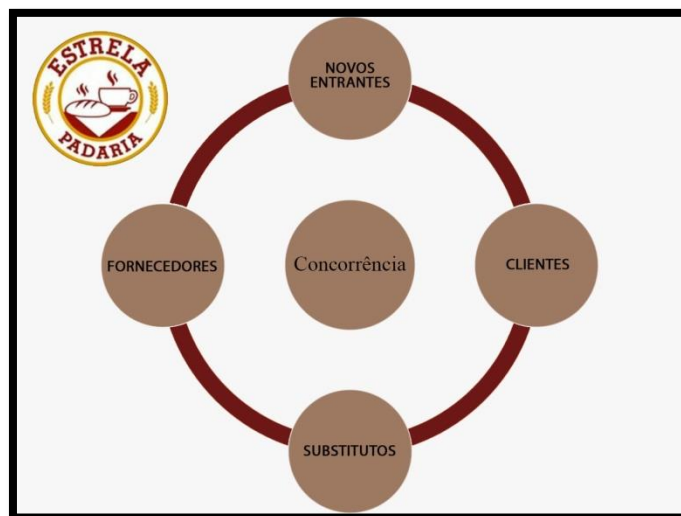 ESTRELA
PADARIA
NOVOS
ENTRANTES
FORNECEDORES
Concorrência
CLIENTES
SUBSTITUTOS